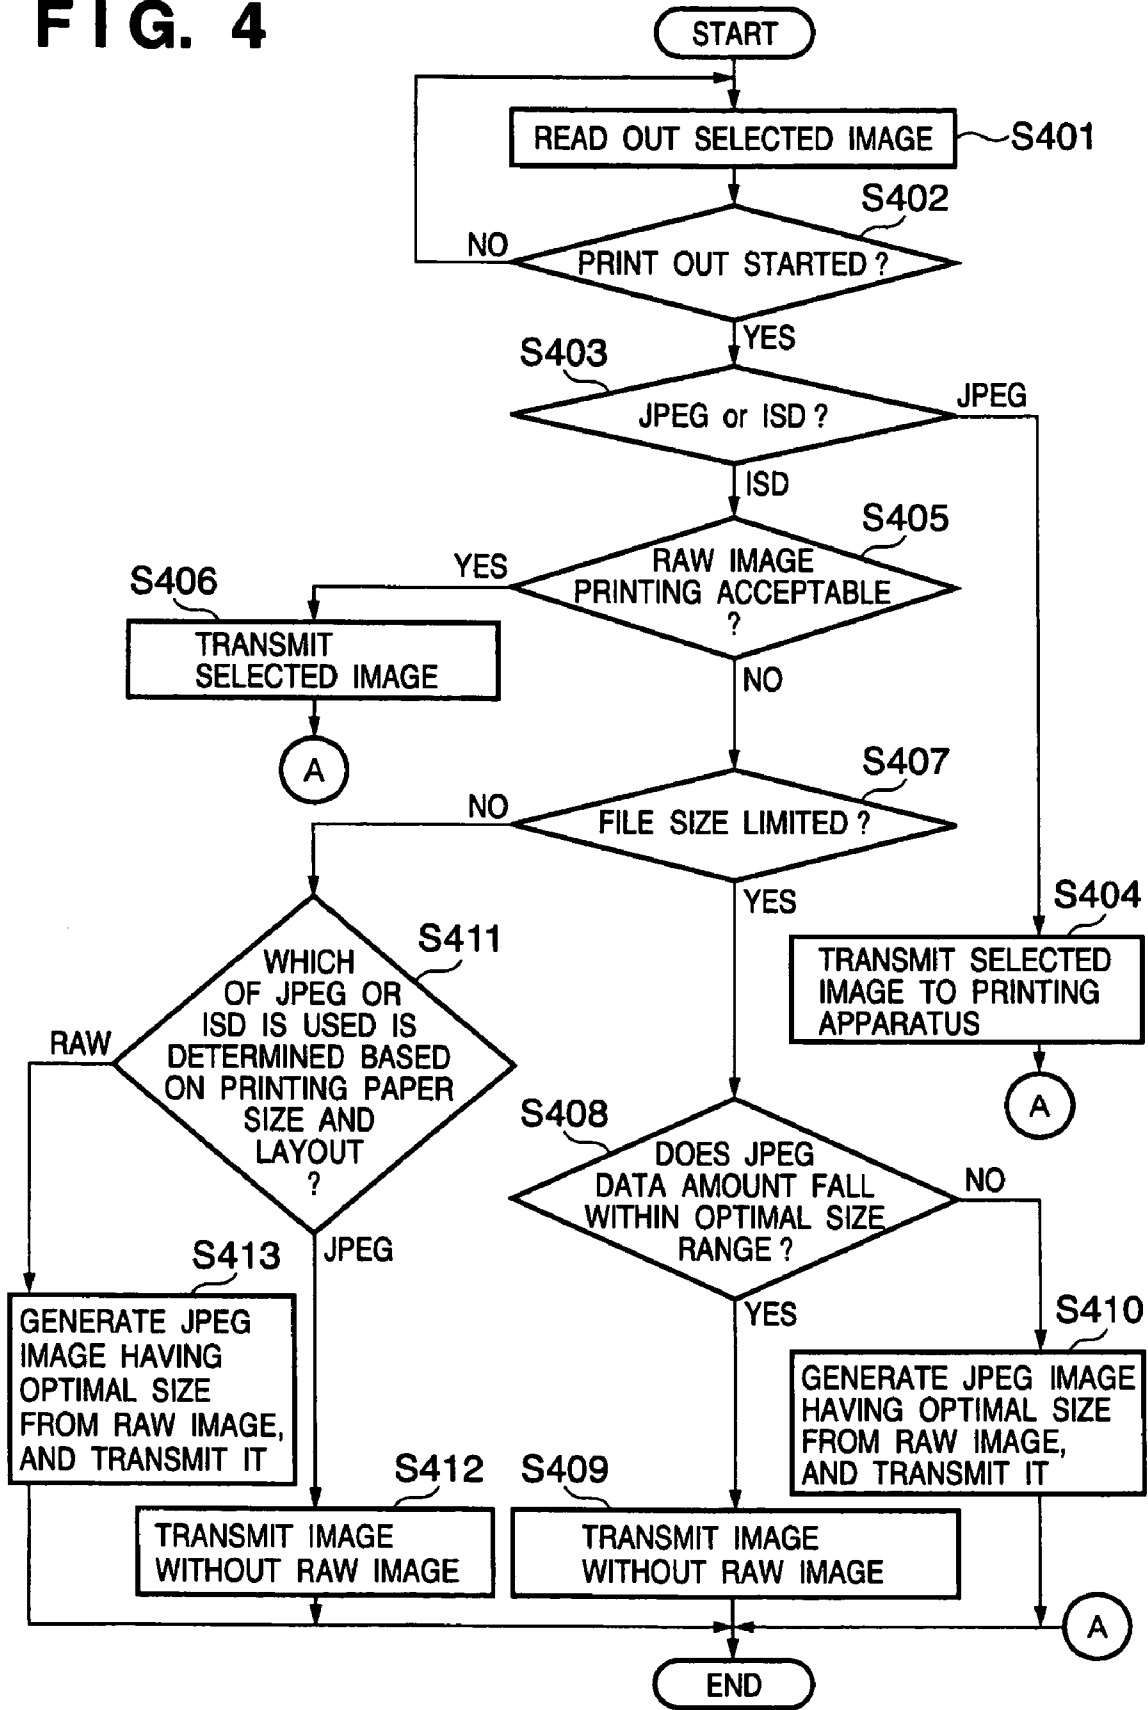 FIG. 4
START
READ OUT SELECTED IMAGE
S401
S402
NO
PRINT OUT STARTED ?
YES
S403
JPEG or ISD ?
JPEG
ISD
S405
YES
RAW IMAGE
PRINTING ACCEPTABLE
?
S406
TRANSMIT
SELECTED IMAGE
NO
A
S407
NO
FILE SIZE LIMITED ?
YES
S404
TRANSMIT SELECTED
IMAGE TO PRINTING
APPARATUS
A
S411
WHICH
OF JPEG OR
ISD IS USED IS
DETERMINED BASED
ON PRINTING PAPER
SIZE AND
LAYOUT
?
RAW
JPEG
S408
DOES JPEG
DATA AMOUNT FALL
WITHIN OPTIMAL SIZE
RANGE ?
NO
YES
S413
GENERATE JPEG
IMAGE HAVING
OPTIMAL SIZE
FROM RAW IMAGE,
AND TRANSMIT IT
S410
GENERATE JPEG IMAGE
HAVING OPTIMAL SIZE
FROM RAW IMAGE,
AND TRANSMIT IT
S412
TRANSMIT IMAGE
WITHOUT RAW IMAGE
S409
TRANSMIT IMAGE
WITHOUT RAW IMAGE
A
END